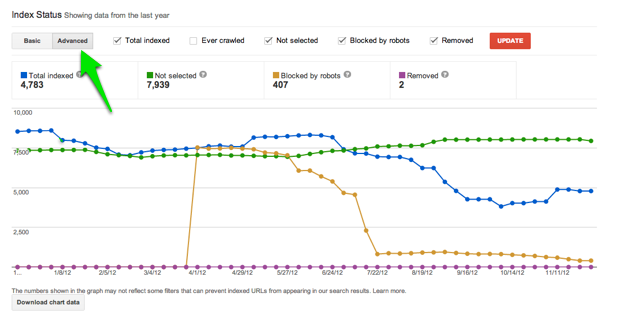 Index Status Showing data from the last year
Basic Advanced Total indexed Ever crawled Not selected Blocked by robots Removed UPDATE
Total indexed ? Not selected ? Blocked by robots ? Removed ?
4,783 7,939 407 2
10,000
7,500
5,000
2,500
1... 1/8/12 2/5/12 3/4/12 4/1/12 4/29/12 5/27/12 6/24/12 7/22/12 8/19/12 9/16/12 10/14/12 11/11/12
The numbers shown in the graph may not reflect some filters that can prevent indexed URLs from appearing in our search results. Learn more.
Download chart data